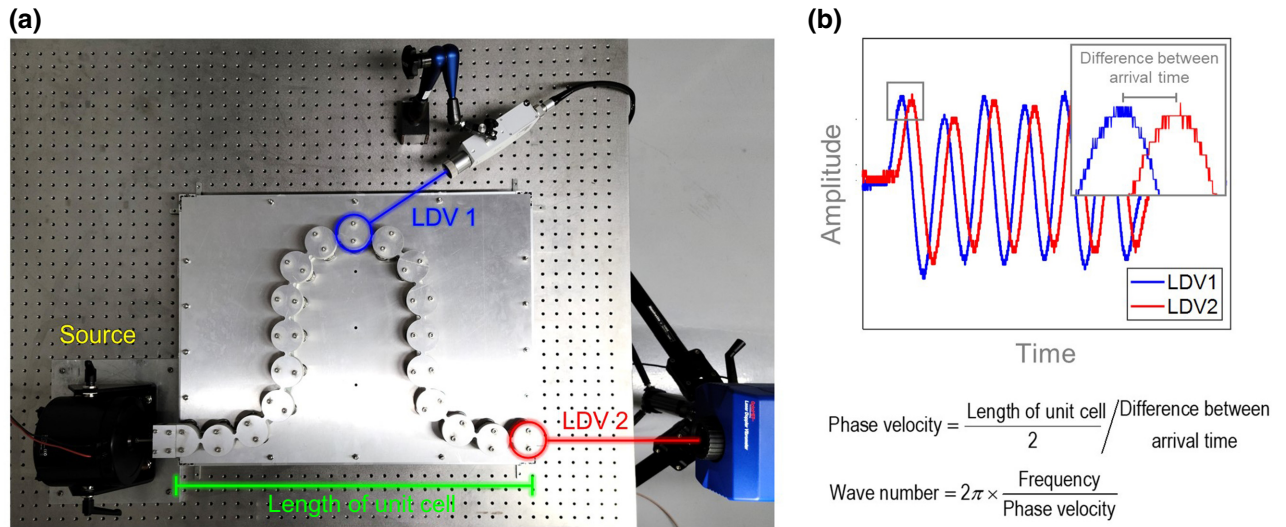 (a)
LDV 1
Source
LDV 2
Length of unit cell
(b)
Difference between
arrival time
Amplitude
LDV1
LDV2
Time
Phase velocity = Length of unit cell / 2 / Difference between arrival time
Wave number = 2π × Frequency / Phase velocity